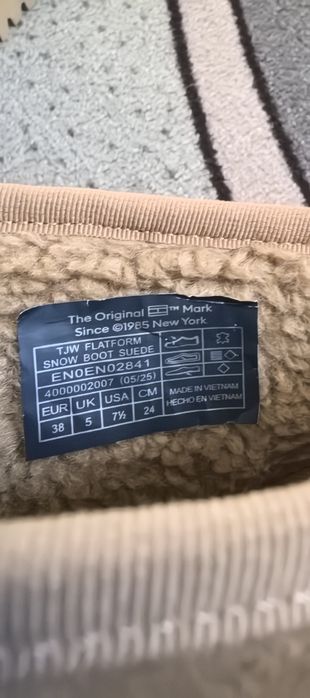 The Original ™ Mark
Since ©1985 New York
TJW FLATFORM
SNOW BOOT SUEDE
EN0EN02841
4000002007 (05/25)
EUR UK USA CM
38 5 7½ 24
MADE IN VIETNAM
HECHO EN VIETNAM